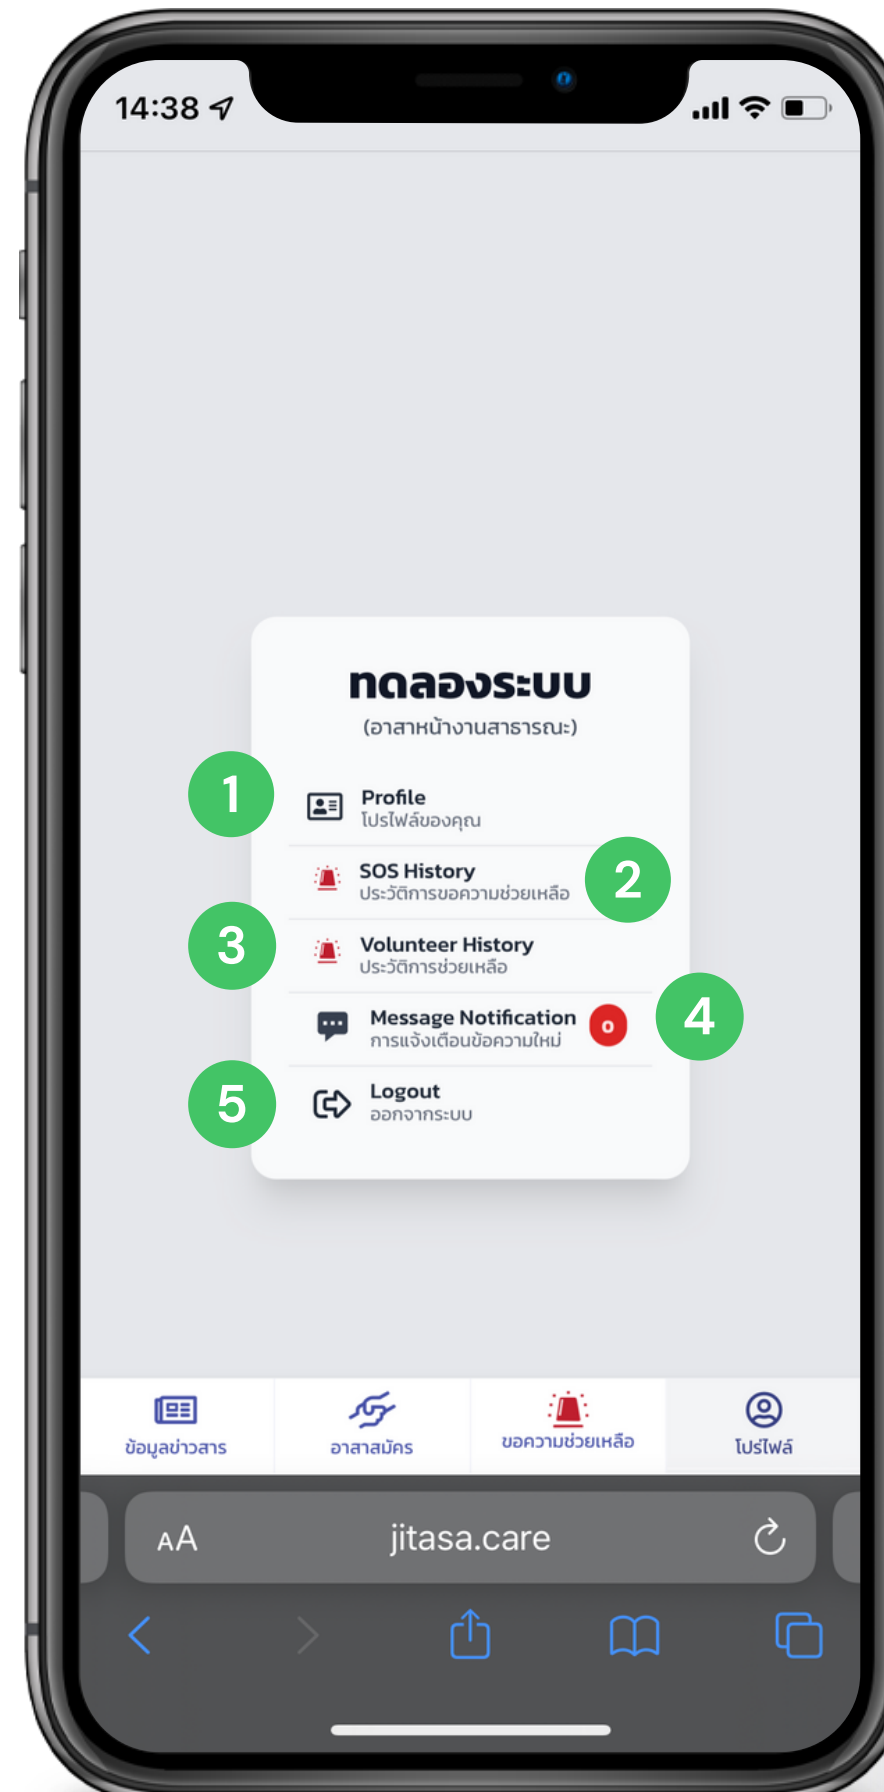 14:38
ทดลองระบบ
(อาสาหน้างานสาธารณะ)
1
Profile
โปรไฟล์ของคุณ
SOS History
2
ประวัติการขอความช่วยเหลือ
3
Volunteer History
ประวัติการช่วยเหลือ
Message Notification
0
4
การแจ้งเตือนข้อความใหม่
5
Logout
ออกจากระบบ
ข้อมูลข่าวสาร
อาสาสมัคร
ขอความช่วยเหลือ
โปร์ไฟล์
AA
jitasa.care